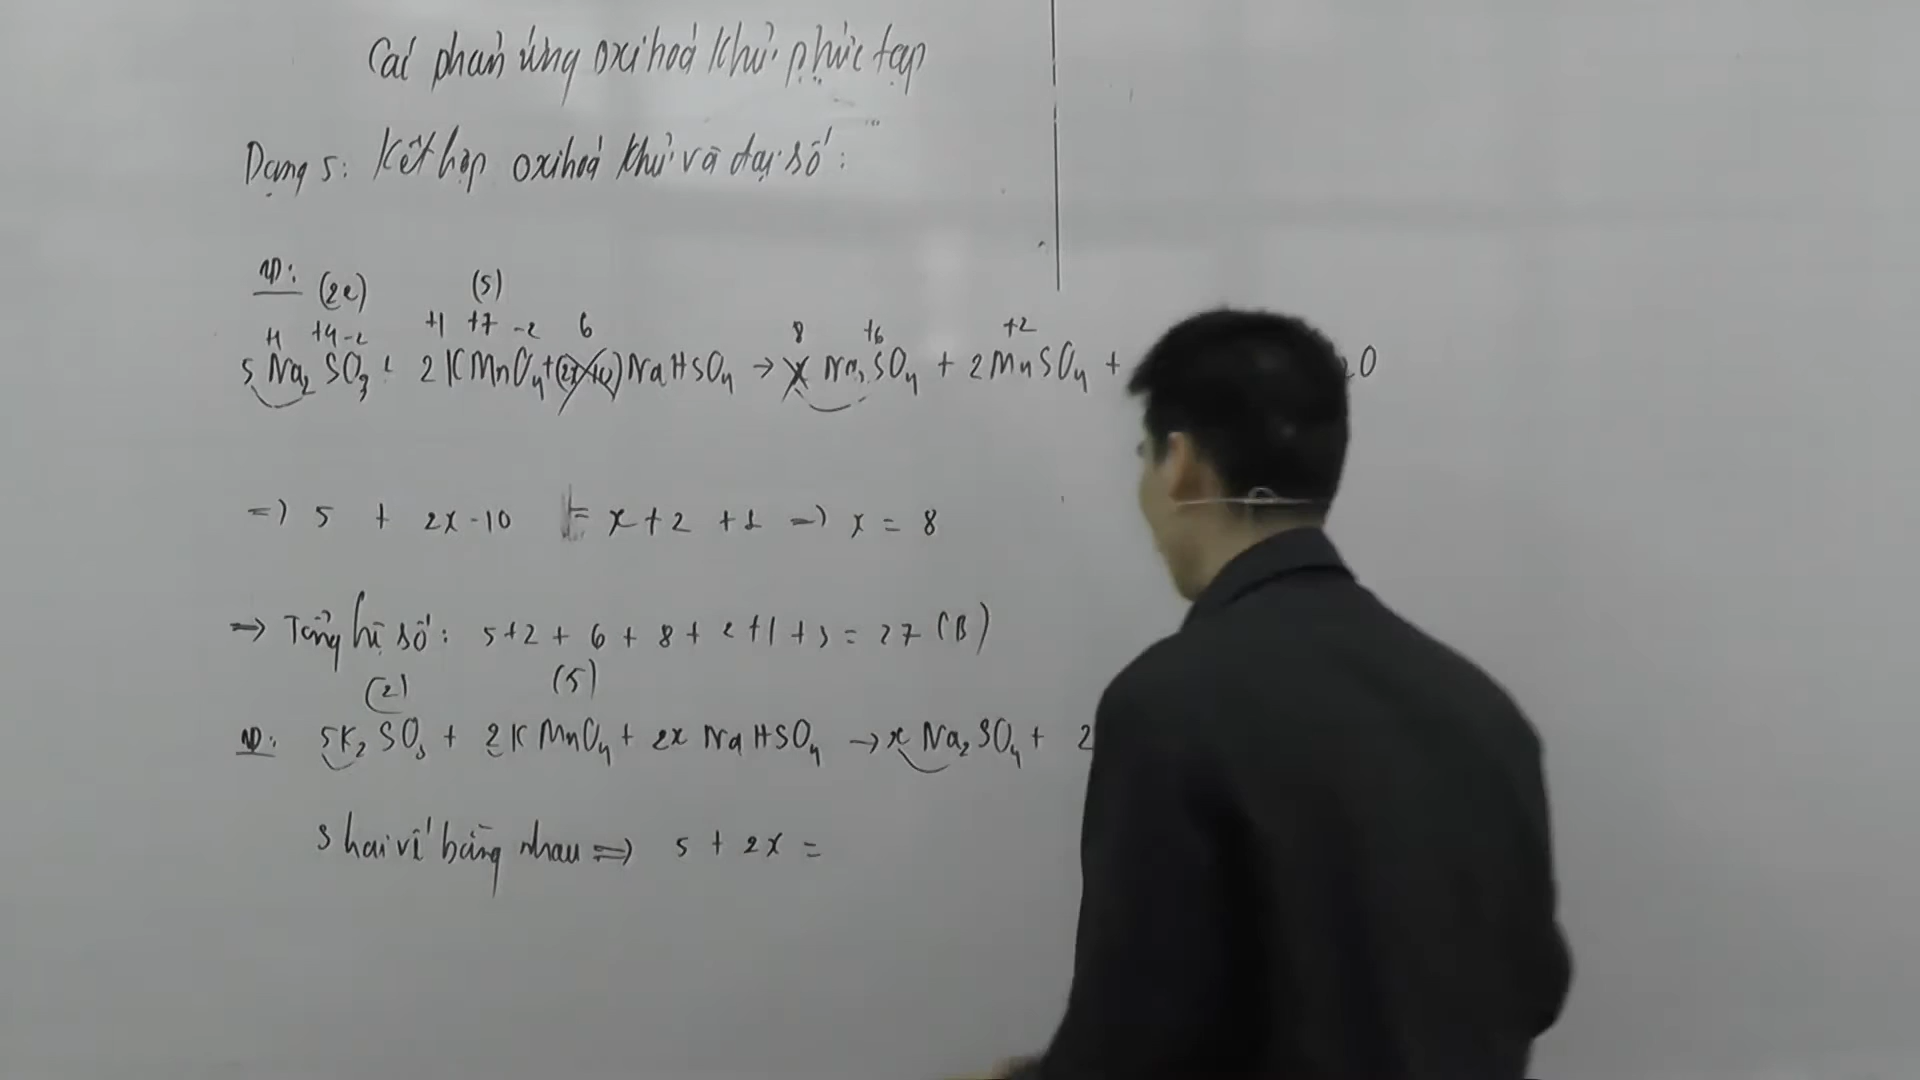 Các phản ứng oxi hoá khử phức tạp
Dạng 5: Kết hợp oxi hoá khử và đại số:
VD: (2e) (5)
+1 +4 -2 +1 +7 -2 6 8 +6 +2
5 Na₂SO₃ + 2 KMnO₄ + (2x-10) NaHSO₄ → x Na₂SO₄ + 2 MnSO₄ + ₂O
=) 5 + 2x - 10 = x + 2 + 1 =) x = 8
=> Tổng hệ số: 5 + 2 + 6 + 8 + 2 + 1 + 3 = 27 (B)
(2) (5)
VD: 5K₂SO₃ + 2KMnO₄ + 2x NaHSO₄ → x Na₂SO₄ + 2
S hai vế bằng nhau => 5 + 2x =